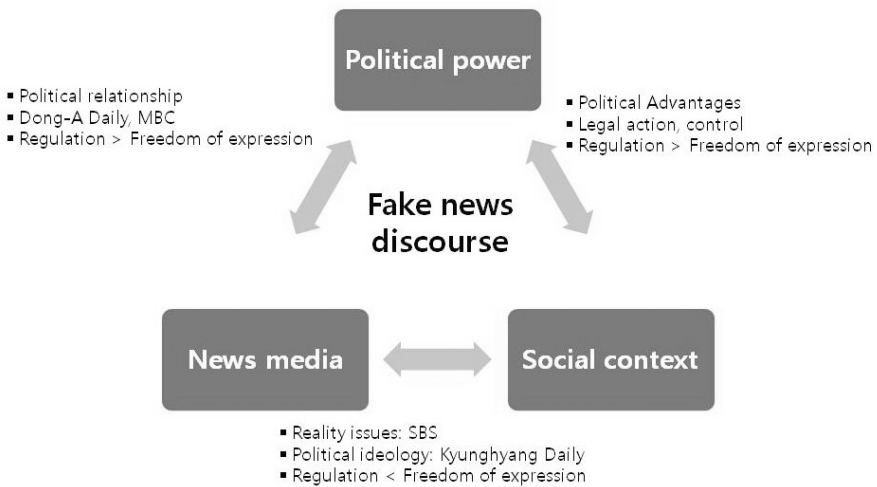 Political power
▪ Political relationship
▪ Dong-A Daily, MBC
▪ Regulation > Freedom of expression
▪ Political Advantages
▪ Legal action, control
▪ Regulation > Freedom of expression
Fake news
discourse
News media
Social context
▪ Reality issues: SBS
▪ Political ideology: Kyunghyang Daily
▪ Regulation < Freedom of expression